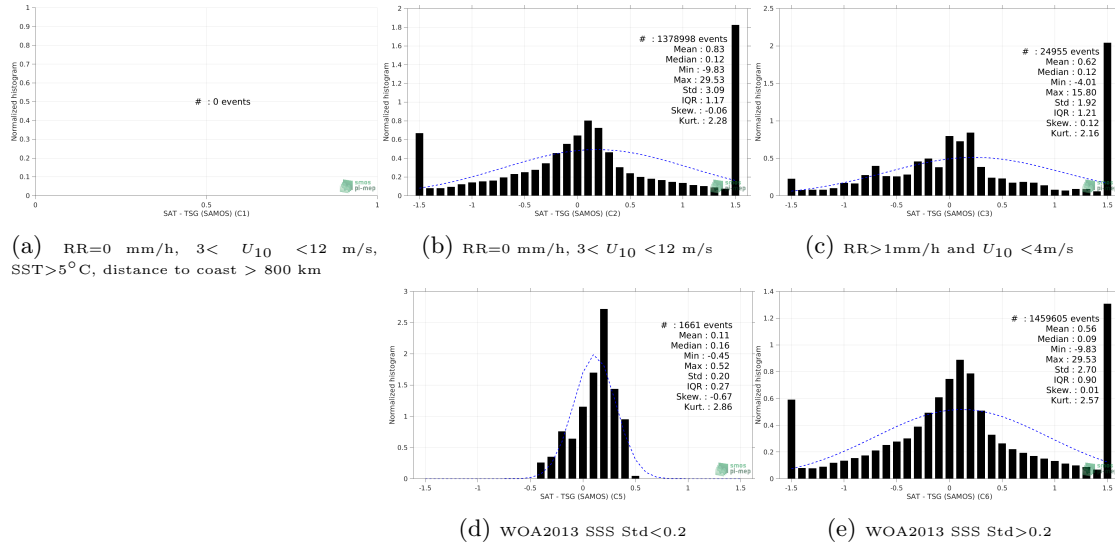 1
0.9
0.8
0.7
0.6
0.5
0.4
0.3
0.2
0.1
0
Normalized histogram
# : 0 events
smos
pi-mep
0 0.5 1
SAT - TSG (SAMOS) (C1)
(a) RR=0 mm/h, 3< U10 <12 m/s,
SST>5°C, distance to coast > 800 km
2
1.8
1.6
1.4
1.2
1
0.8
0.6
0.4
0.2
0
Normalized histogram
# : 1378998 events
Mean : 0.83
Median : 0.12
Min : -9.83
Max : 29.53
Std : 3.09
IQR : 1.17
Skew. : -0.06
Kurt. : 2.28
smos
pi-mep
-1.5 -1 -0.5 0 0.5 1 1.5
SAT - TSG (SAMOS) (C2)
(b) RR=0 mm/h, 3< U10 <12 m/s
2.5
2
1.5
1
0.5
0
Normalized histogram
# : 24955 events
Mean : 0.62
Median : 0.12
Min : -4.01
Max : 15.80
Std : 1.92
IQR : 1.21
Skew. : 0.12
Kurt. : 2.16
smos
pi-mep
-1.5 -1 -0.5 0 0.5 1 1.5
SAT - TSG (SAMOS) (C3)
(c) RR>1mm/h and U10 <4m/s
3
2.5
2
1.5
1
0.5
0
Normalized histogram
# : 1661 events
Mean : 0.11
Median : 0.16
Min : -0.45
Max : 0.52
Std : 0.20
IQR : 0.27
Skew. : -0.67
Kurt. : 2.86
smos
pi-mep
-1.5 -1 -0.5 0 0.5 1 1.5
SAT - TSG (SAMOS) (C5)
(d) WOA2013 SSS Std<0.2
1.4
1.2
1
0.8
0.6
0.4
0.2
0
Normalized histogram
# : 1459605 events
Mean : 0.56
Median : 0.09
Min : -9.83
Max : 29.53
Std : 2.70
IQR : 0.90
Skew. : 0.01
Kurt. : 2.57
smos
pi-mep
-1.5 -1 -0.5 0 0.5 1 1.5
SAT - TSG (SAMOS) (C6)
(e) WOA2013 SSS Std>0.2